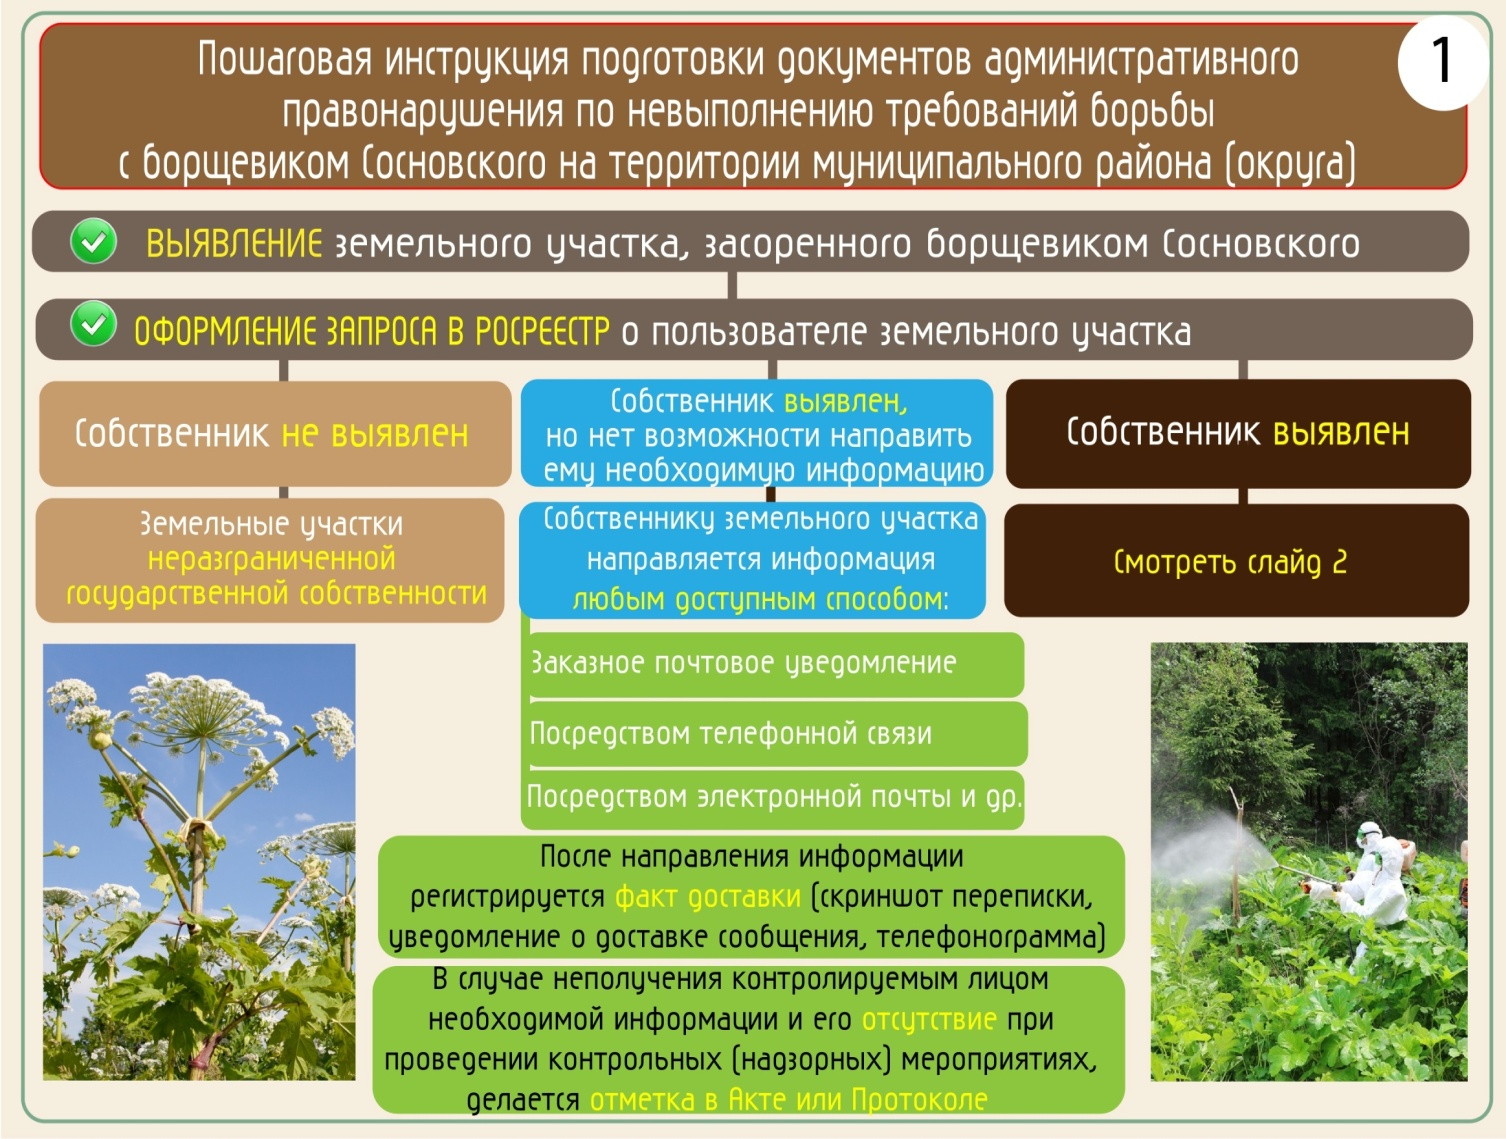 1
Пошаговая инструкция подготовки документов административного
правонарушения по невыполнению требований борьбы
с борщевиком Сосновского на территории муниципального района (округа)
ВЫЯВЛЕНИЕ земельного участка, засоренного борщевиком Сосновского
ОФОРМЛЕНИЕ ЗАПРОСА В РОСРЕЕСТР о пользователе земельного участка
Собственник не выявлен
Земельные участки
неразграниченной
государственной собственности
Собственник выявлен,
но нет возможности направить
ему необходимую информацию
Собственнику земельного участка
направляется информация
любым доступным способом:
Заказное почтовое уведомление
Посредством телефонной связи
Посредством электронной почты и др.
Собственник выявлен
Смотреть слайд 2
После направления информации
регистрируется факт доставки (скриншот переписки,
уведомление о доставке сообщения, телефонограмма)
В случае неполучения контролируемым лицом
необходимой информации и его отсутствие при
проведении контрольных (надзорных) мероприятиях,
делается отметка в Акте или Протоколе